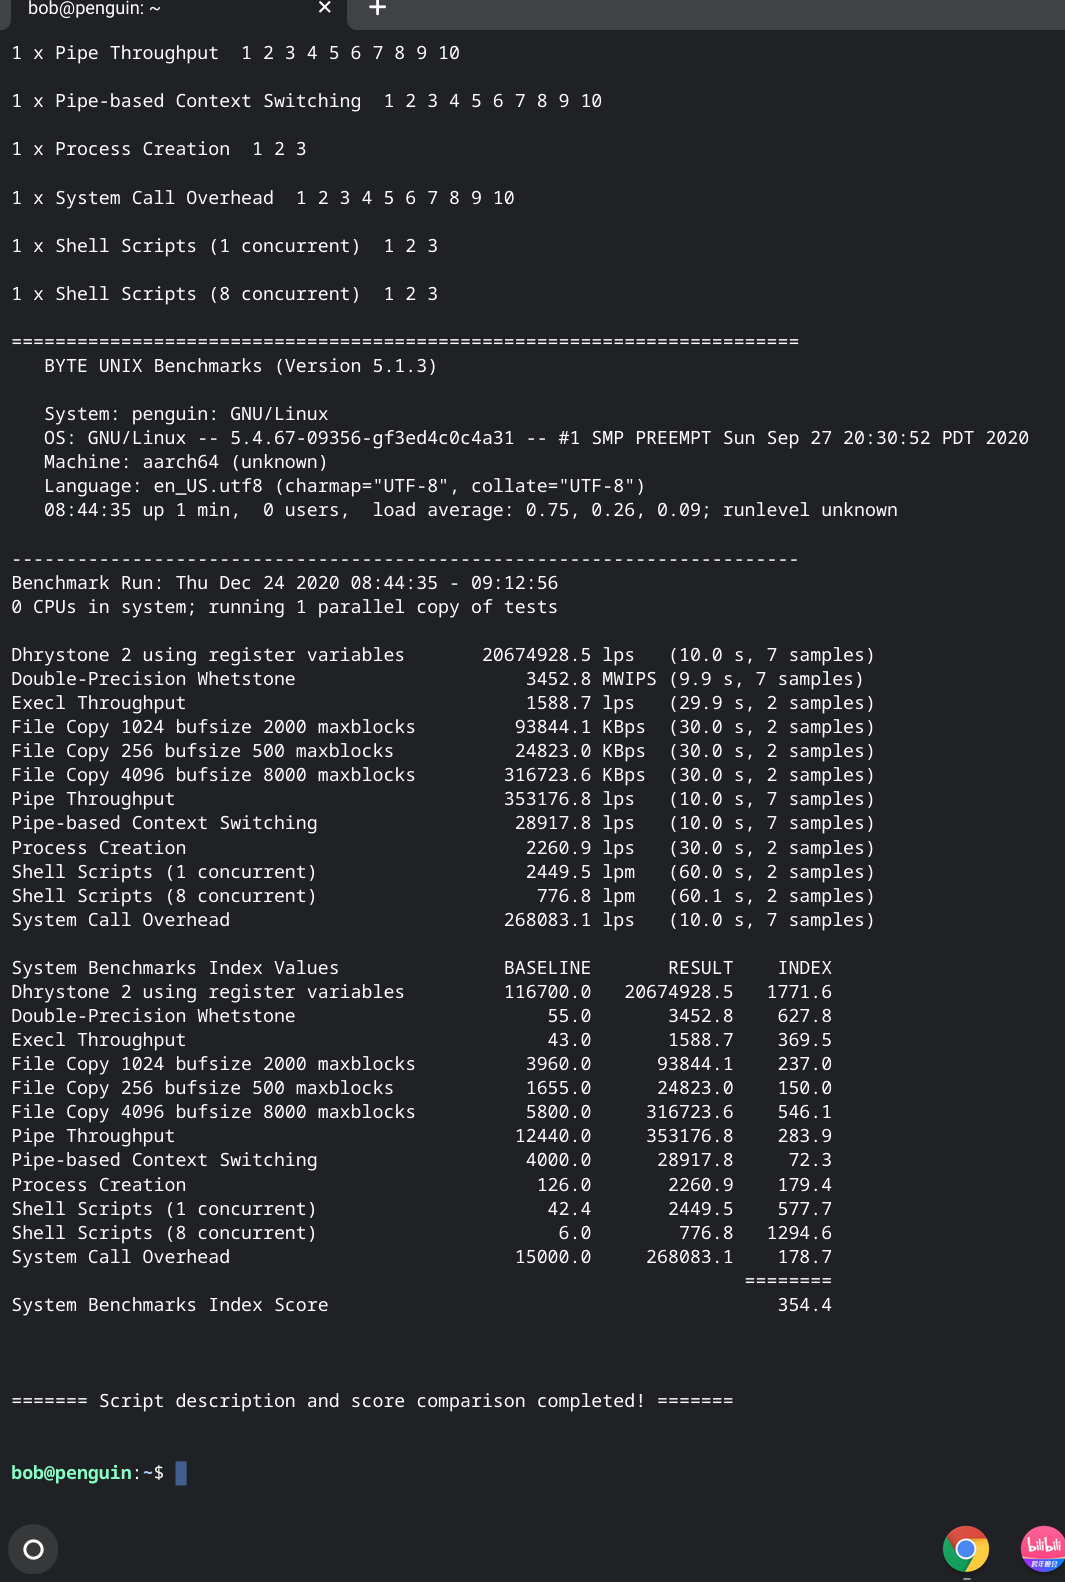 bob@penguin: ~
1 x Pipe Throughput  1 2 3 4 5 6 7 8 9 10
1 x Pipe-based Context Switching  1 2 3 4 5 6 7 8 9 10
1 x Process Creation  1 2 3
1 x System Call Overhead  1 2 3 4 5 6 7 8 9 10
1 x Shell Scripts (1 concurrent)  1 2 3
1 x Shell Scripts (8 concurrent)  1 2 3
========================================================================
BYTE UNIX Benchmarks (Version 5.1.3)
System: penguin: GNU/Linux
OS: GNU/Linux -- 5.4.67-09356-gf3ed4c0c4a31 -- #1 SMP PREEMPT Sun Sep 27 20:30:52 PDT 2020
Machine: aarch64 (unknown)
Language: en_US.utf8 (charmap="UTF-8", collate="UTF-8")
08:44:35 up 1 min,  0 users,  load average: 0.75, 0.26, 0.09; runlevel unknown
------------------------------------------------------------------------
Benchmark Run: Thu Dec 24 2020 08:44:35 - 09:12:56
0 CPUs in system; running 1 parallel copy of tests
Dhrystone 2 using register variables       20674928.5 lps   (10.0 s, 7 samples)
Double-Precision Whetstone                     3452.8 MWIPS (9.9 s, 7 samples)
Execl Throughput                               1588.7 lps   (29.9 s, 2 samples)
File Copy 1024 bufsize 2000 maxblocks         93844.1 KBps  (30.0 s, 2 samples)
File Copy 256 bufsize 500 maxblocks           24823.0 KBps  (30.0 s, 2 samples)
File Copy 4096 bufsize 8000 maxblocks        316723.6 KBps  (30.0 s, 2 samples)
Pipe Throughput                              353176.8 lps   (10.0 s, 7 samples)
Pipe-based Context Switching                  28917.8 lps   (10.0 s, 7 samples)
Process Creation                               2260.9 lps   (30.0 s, 2 samples)
Shell Scripts (1 concurrent)                   2449.5 lpm   (60.0 s, 2 samples)
Shell Scripts (8 concurrent)                    776.8 lpm   (60.1 s, 2 samples)
System Call Overhead                         268083.1 lps   (10.0 s, 7 samples)
System Benchmarks Index Values               BASELINE       RESULT    INDEX
Dhrystone 2 using register variables         116700.0   20674928.5   1771.6
Double-Precision Whetstone                       55.0       3452.8    627.8
Execl Throughput                                 43.0       1588.7    369.5
File Copy 1024 bufsize 2000 maxblocks          3960.0      93844.1    237.0
File Copy 256 bufsize 500 maxblocks            1655.0      24823.0    150.0
File Copy 4096 bufsize 8000 maxblocks          5800.0     316723.6    546.1
Pipe Throughput                               12440.0     353176.8    283.9
Pipe-based Context Switching                   4000.0      28917.8     72.3
Process Creation                                126.0       2260.9    179.4
Shell Scripts (1 concurrent)                     42.4       2449.5    577.7
Shell Scripts (8 concurrent)                      6.0        776.8   1294.6
System Call Overhead                          15000.0     268083.1    178.7
========
System Benchmarks Index Score                                         354.4
======= Script description and score comparison completed! =======
bob@penguin:~$
bilibili
跨年晚会